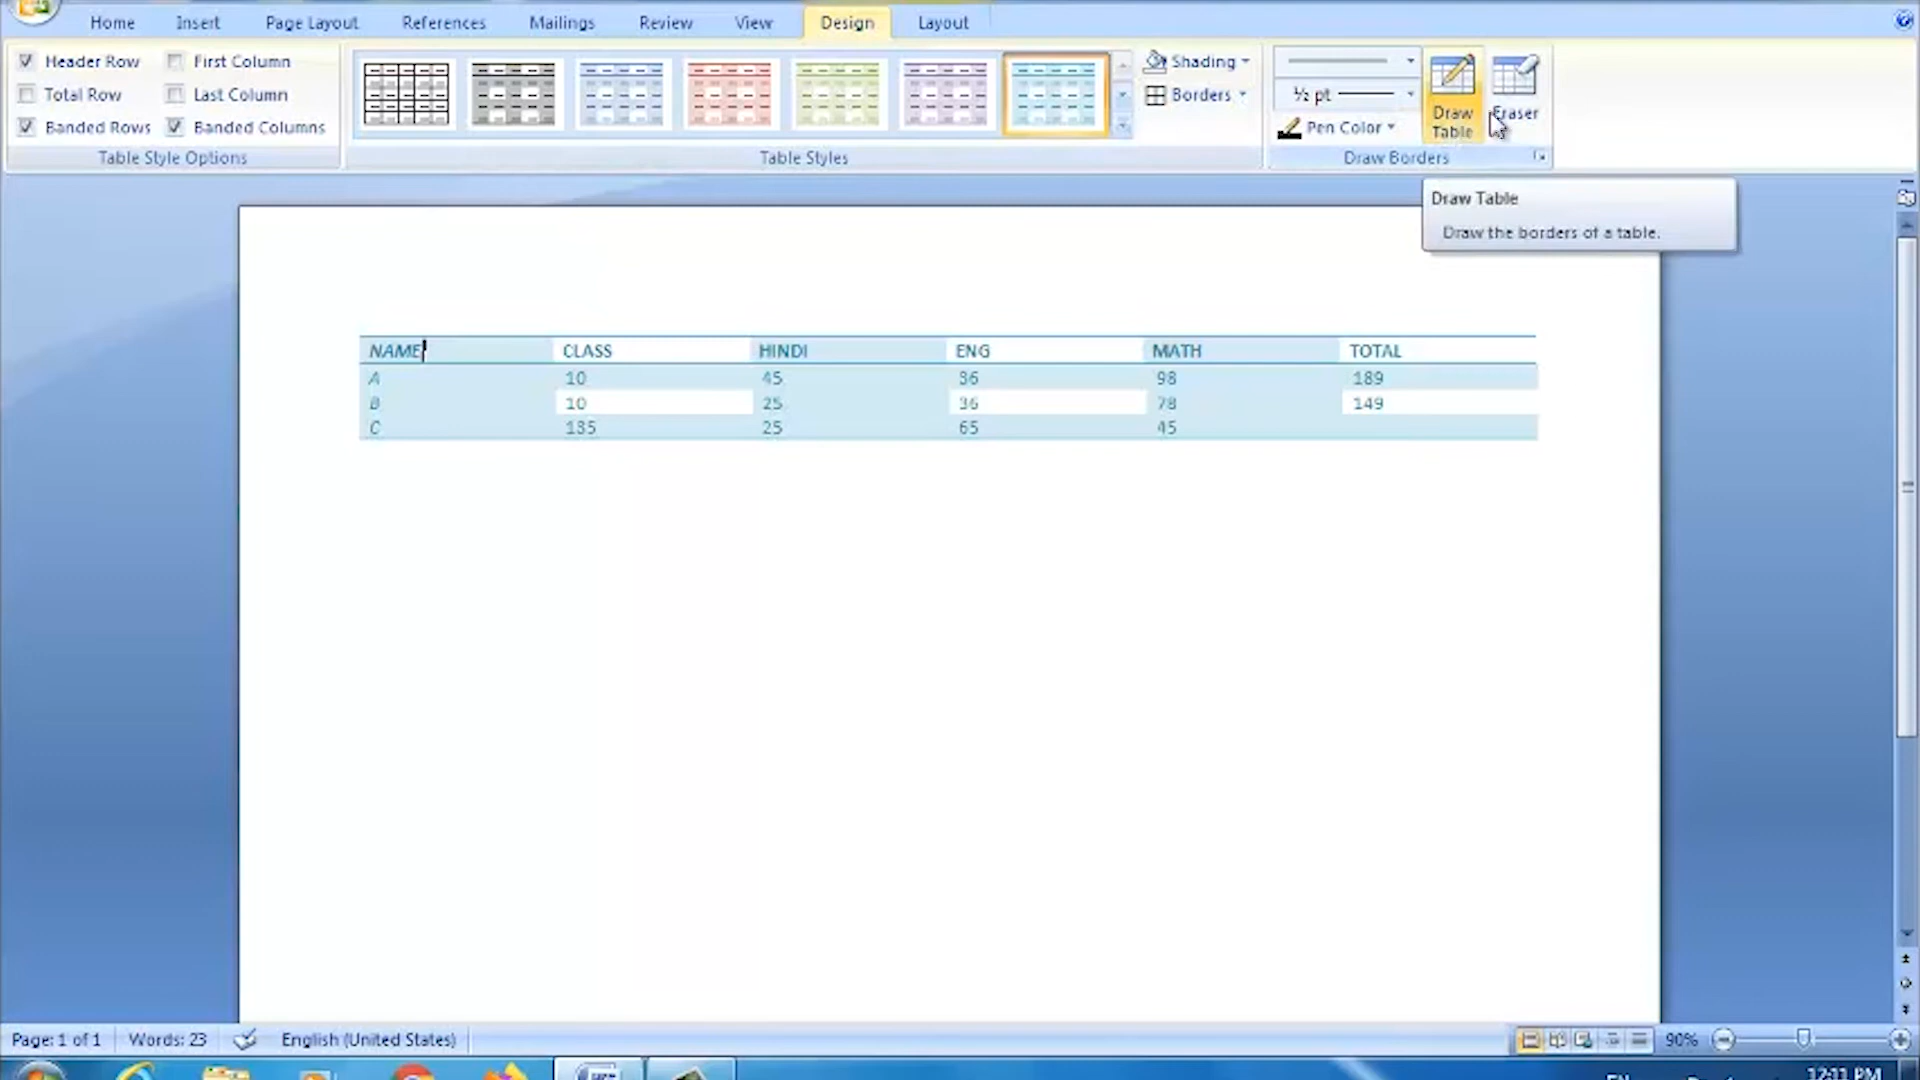 Home Insert Page Layout References Mailings Review View Design Layout
Header Row First Column
Total Row Last Column
Banded Rows Banded Columns
Table Style Options
Table Styles
Shading
Borders
½ pt
Pen Color
Draw Table
Eraser
Draw Borders
Draw Table
Draw the borders of a table.
NAME CLASS HINDI ENG MATH TOTAL
A 10 45 36 98 189
B 10 25 36 78 149
C 135 25 65 45
Page: 1 of 1 Words: 23 English (United States) 90%
12:11 PM